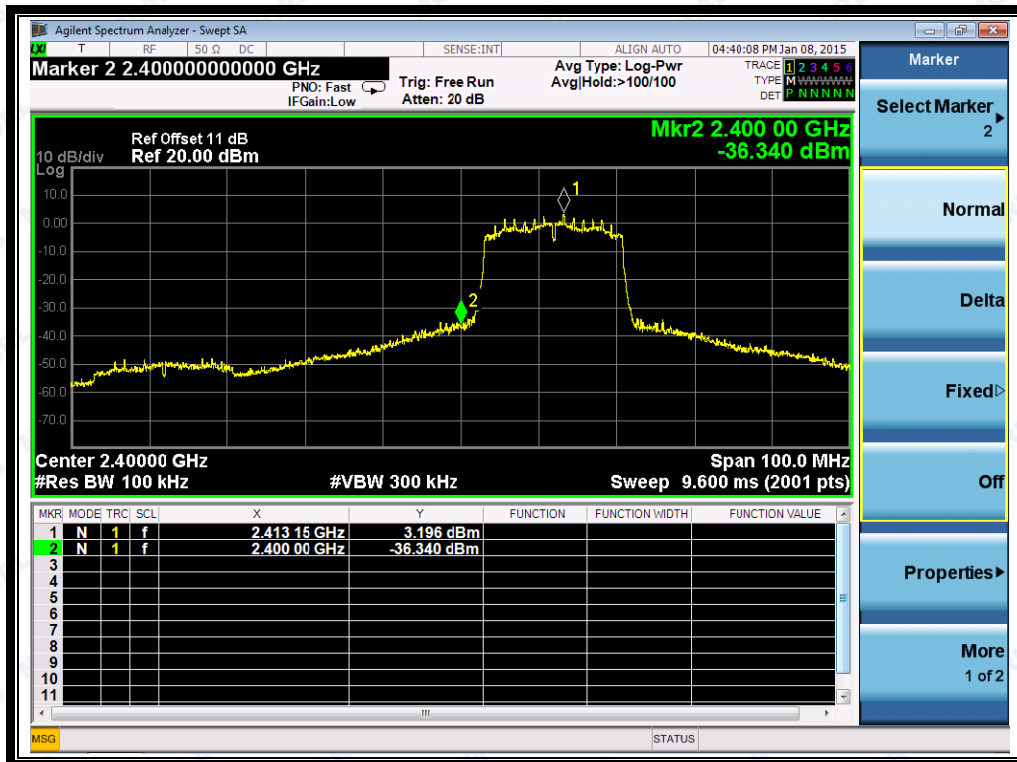 Agilent Spectrum Analyzer - Swept SA
LXI T RF 50 Ω DC SENSE:INT ALIGN AUTO 04:40:08 PM Jan 08, 2015
Marker 2 2.400000000000 GHz
PNO: Fast
IFGain:Low
Trig: Free Run
Atten: 20 dB
Avg Type: Log-Pwr
Avg|Hold:>100/100
TRACE 1 2 3 4 5 6
TYPE M WWWWW
DET P N N N N N
Mkr2 2.400 00 GHz
-36.340 dBm
Ref Offset 11 dB
10 dB/div Ref 20.00 dBm
Log
10.0
0.00
-10.0
-20.0
-30.0
-40.0
-50.0
-60.0
-70.0
1
2
Center 2.40000 GHz Span 100.0 MHz
#Res BW 100 kHz #VBW 300 kHz Sweep 9.600 ms (2001 pts)
MKR MODE TRC SCL X Y FUNCTION FUNCTION WIDTH FUNCTION VALUE
1 N 1 f 2.413 15 GHz 3.196 dBm
2 N 1 f 2.400 00 GHz -36.340 dBm
3
4
5
6
7
8
9
10
11
MSG STATUS
Marker
Select Marker
2
Normal
Delta
Fixed
Off
Properties
More
1 of 2